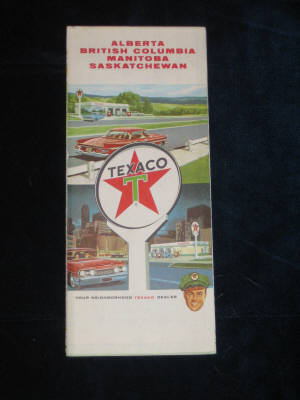 ALBERTA
BRITISH COLUMBIA
MANITOBA
SASKATCHEWAN
TEXACO
T
YOUR NEIGHBORHOOD TEXACO DEALER